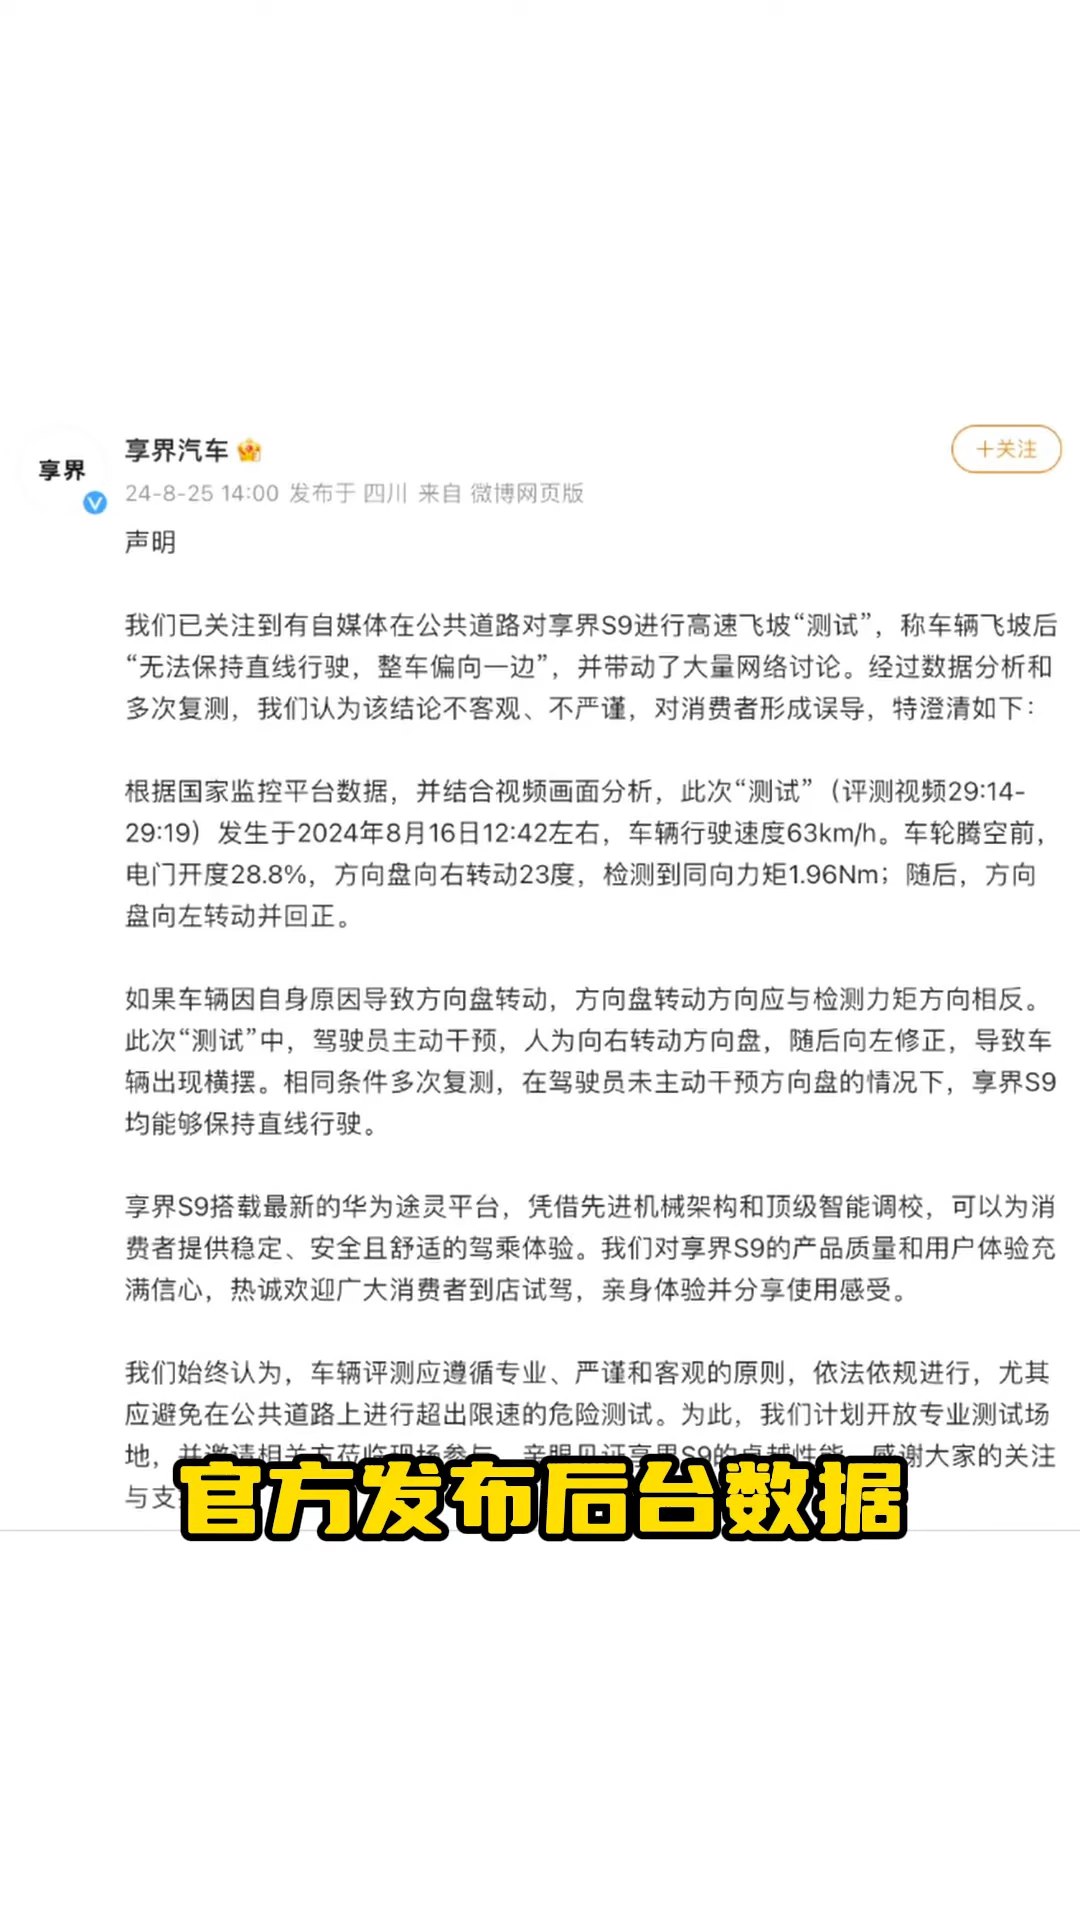 享界
享界汽车
+关注
24-8-25 14:00 发布于 四川 来自 微博网页版
声明
我们已关注到有自媒体在公共道路对享界S9进行高速飞坡“测试”，称车辆飞坡后
“无法保持直线行驶，整车偏向一边”，并带动了大量网络讨论。经过数据分析和
多次复测，我们认为该结论不客观、不严谨，对消费者形成误导，特澄清如下：
根据国家监控平台数据，并结合视频画面分析，此次“测试”（评测视频29:14-
29:19）发生于2024年8月16日12:42左右，车辆行驶速度63km/h。车轮腾空前，
电门开度28.8%，方向盘向右转动23度，检测到同向力矩1.96Nm；随后，方向
盘向左转动并回正。
如果车辆因自身原因导致方向盘转动，方向盘转动方向应与检测力矩方向相反。
此次“测试”中，驾驶员主动干预，人为向右转动方向盘，随后向左修正，导致车
辆出现横摆。相同条件多次复测，在驾驶员未主动干预方向盘的情况下，享界S9
均能够保持直线行驶。
享界S9搭载最新的华为途灵平台，凭借先进机械架构和顶级智能调校，可以为消
费者提供稳定、安全且舒适的驾乘体验。我们对享界S9的产品质量和用户体验充
满信心，热诚欢迎广大消费者到店试驾，亲身体验并分享使用感受。
我们始终认为，车辆评测应遵循专业、严谨和客观的原则，依法依规进行，尤其
应避免在公共道路上进行超出限速的危险测试。为此，我们计划开放专业测试场
地，并邀请相关方莅临现场参与，亲眼见证享界S9的卓越性能。感谢大家的关注
与支
官方发布后台数据